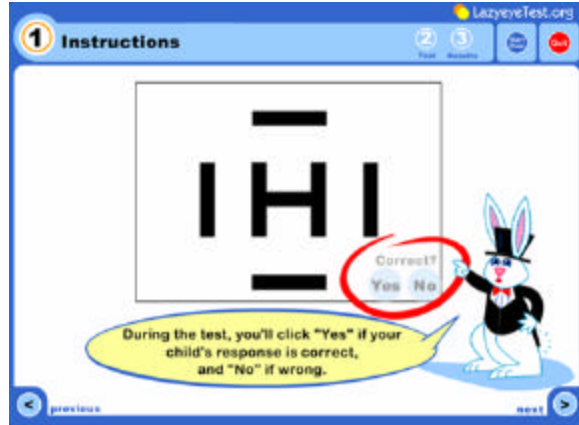 LazyeyeTest.org
1 Instructions
2 3
Test Results
Quit
H
Correct?
Yes No
During the test, you'll click "Yes" if your
child's response is correct,
and "No" if wrong.
< previous
next >